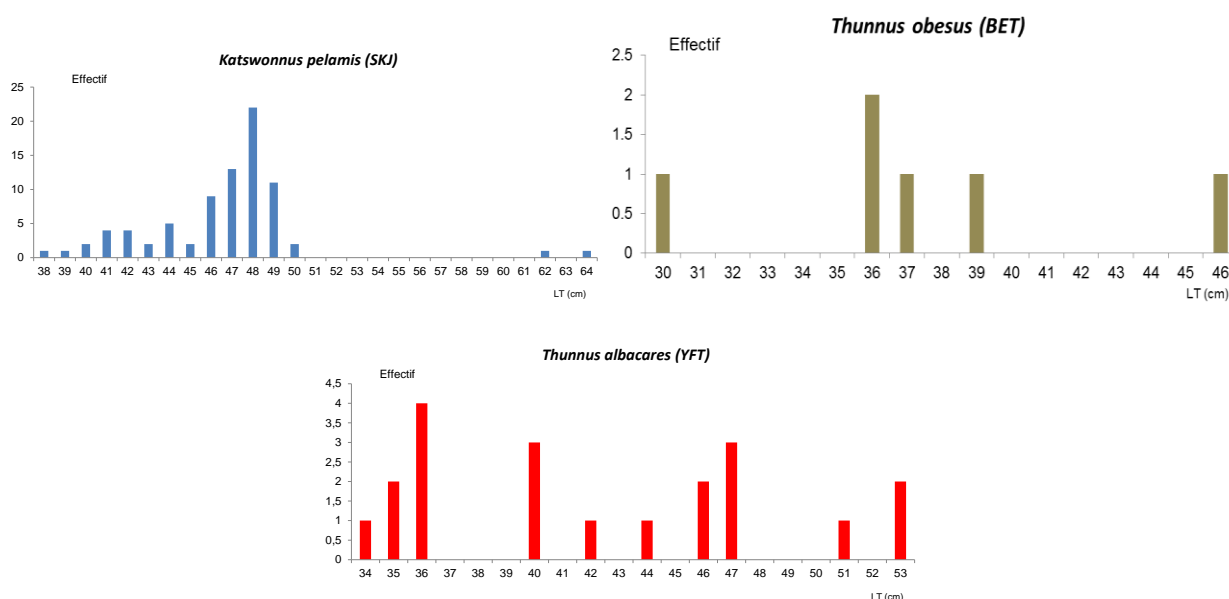 Katswonnus pelamis (SKJ)
Effectif
25
20
15
10
5
0
38 39 40 41 42 43 44 45 46 47 48 49 50 51 52 53 54 55 56 57 58 59 60 61 62 63 64
LT (cm)
Thunnus obesus (BET)
Effectif
2.5
2
1.5
1
0.5
0
30 31 32 33 34 35 36 37 38 39 40 41 42 43 44 45 46
LT (cm)
Thunnus albacares (YFT)
Effectif
4,5
4
3,5
3
2,5
2
1,5
1
0,5
0
34 35 36 37 38 39 40 41 42 43 44 45 46 47 48 49 50 51 52 53
LT (cm)